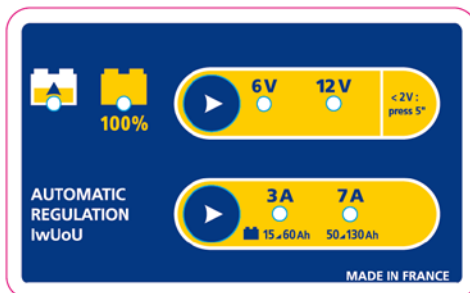 6V 12V
< 2V :
press 5"
100%
AUTOMATIC
REGULATION
IwUoU
3A 7A
15◢60Ah 50◢130Ah
MADE IN FRANCE